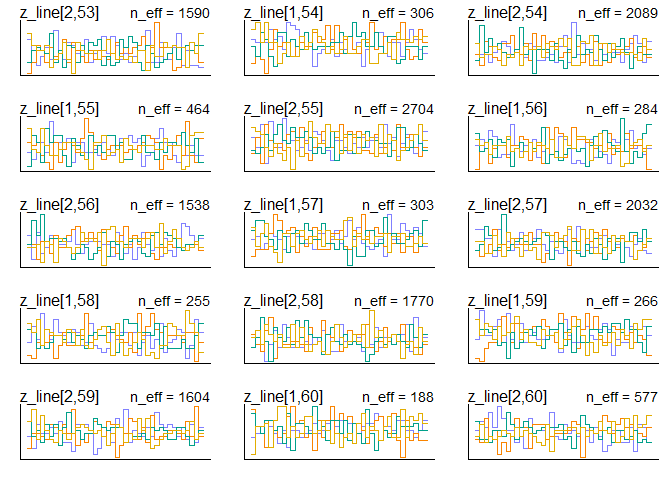 z_line[2,53] n_eff = 1590 z_line[1,54] n_eff = 306 z_line[2,54] n_eff = 2089
z_line[1,55] n_eff = 464 z_line[2,55] n_eff = 2704 z_line[1,56] n_eff = 284
z_line[2,56] n_eff = 1538 z_line[1,57] n_eff = 303 z_line[2,57] n_eff = 2032
z_line[1,58] n_eff = 255 z_line[2,58] n_eff = 1770 z_line[1,59] n_eff = 266
z_line[2,59] n_eff = 1604 z_line[1,60] n_eff = 188 z_line[2,60] n_eff = 577